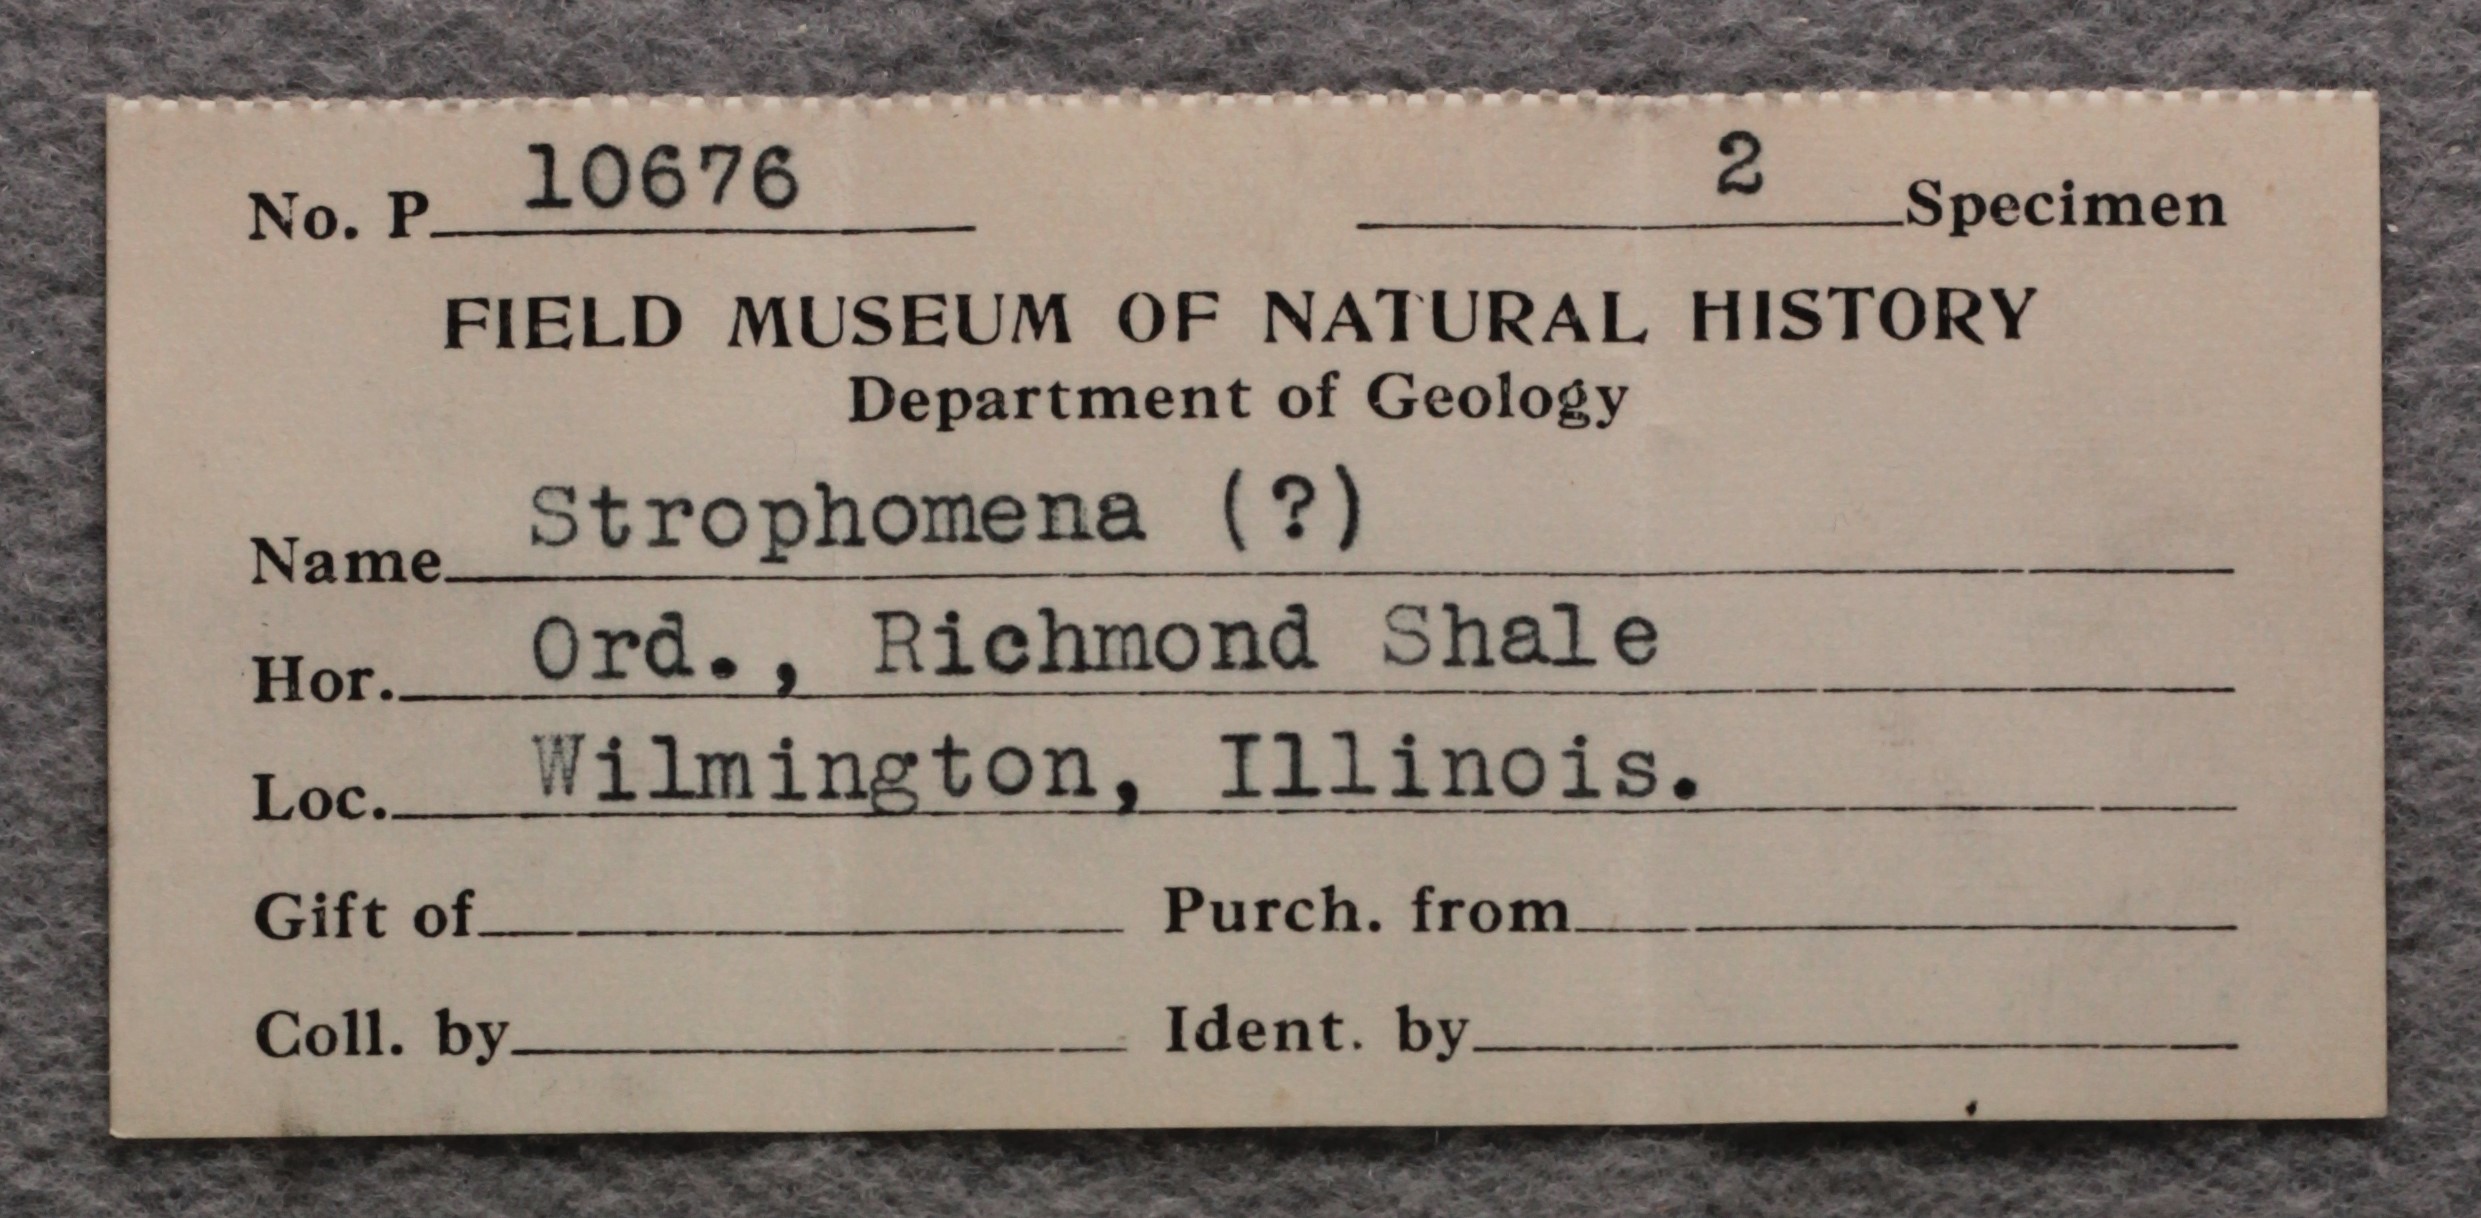 No. P 10676 2 Specimen
FIELD MUSEUM OF NATURAL HISTORY
Department of Geology
Name Strophomena (?)
Hor. Ord., Richmond Shale
Loc. Wilmington, Illinois.
Gift of Purch. from
Coll. by Ident. by